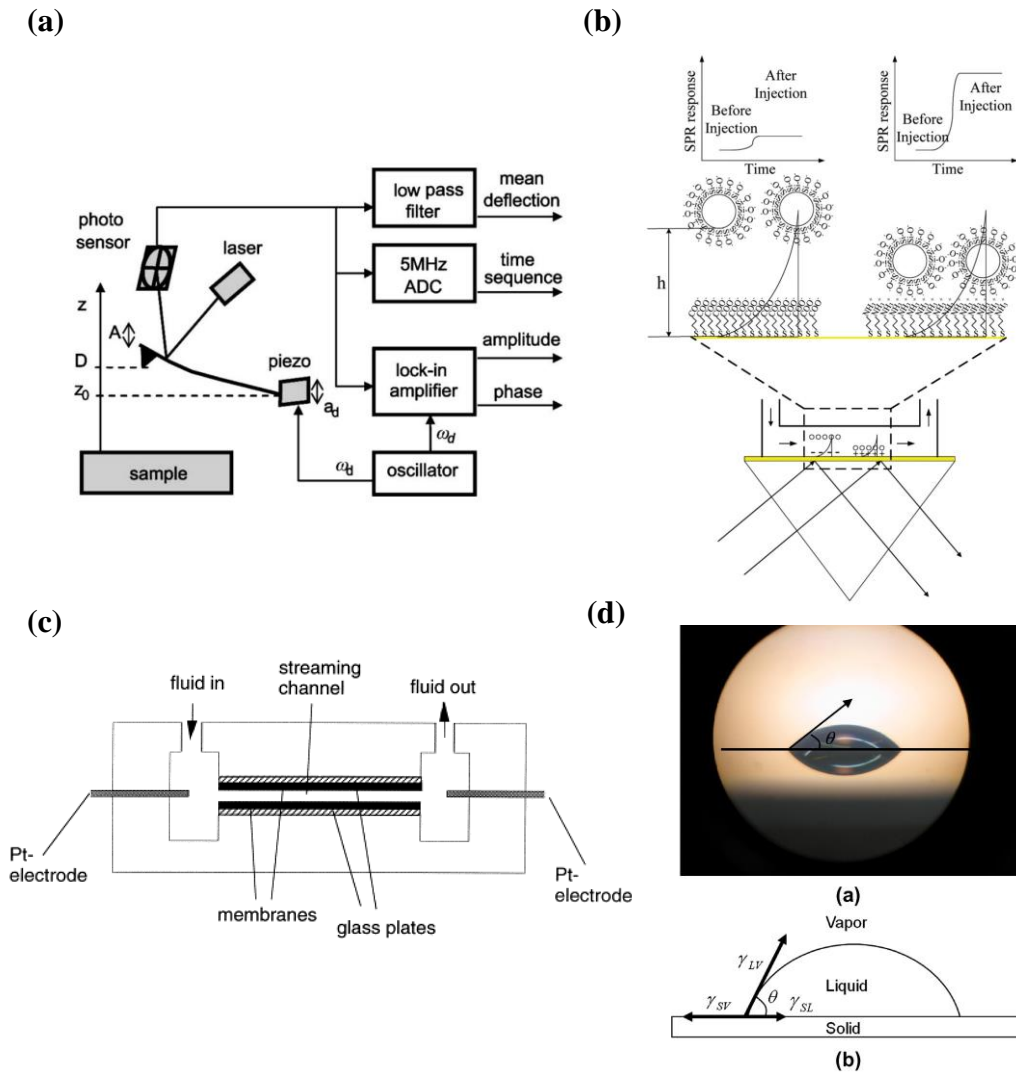 (a)
photo
sensor
laser
z
A
D
z0
sample
piezo
ad
ωd
ωd
low pass
filter
mean
deflection
5MHz
ADC
time
sequence
lock-in
amplifier
amplitude
phase
oscillator
(b)
SPR response
Before
Injection
After
Injection
Time
SPR response
Before
Injection
After
Injection
Time
h
(c)
fluid in
streaming
channel
fluid out
Pt-
electrode
membranes
glass plates
Pt-
electrode
(d)
θ
(a)
Vapor
γLV
Liquid
γSV
θ
γSL
Solid
(b)